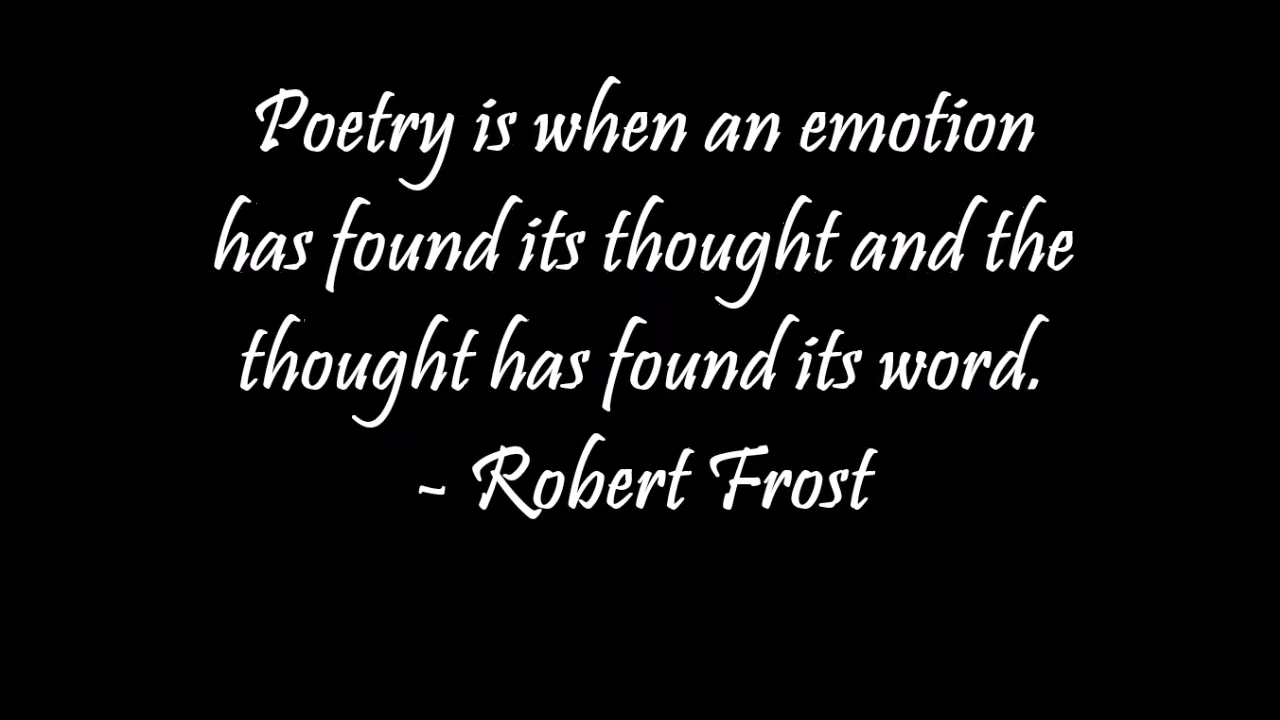 Poetry is when an emotion
has found its thought and the
thought has found its word.
- Robert Frost